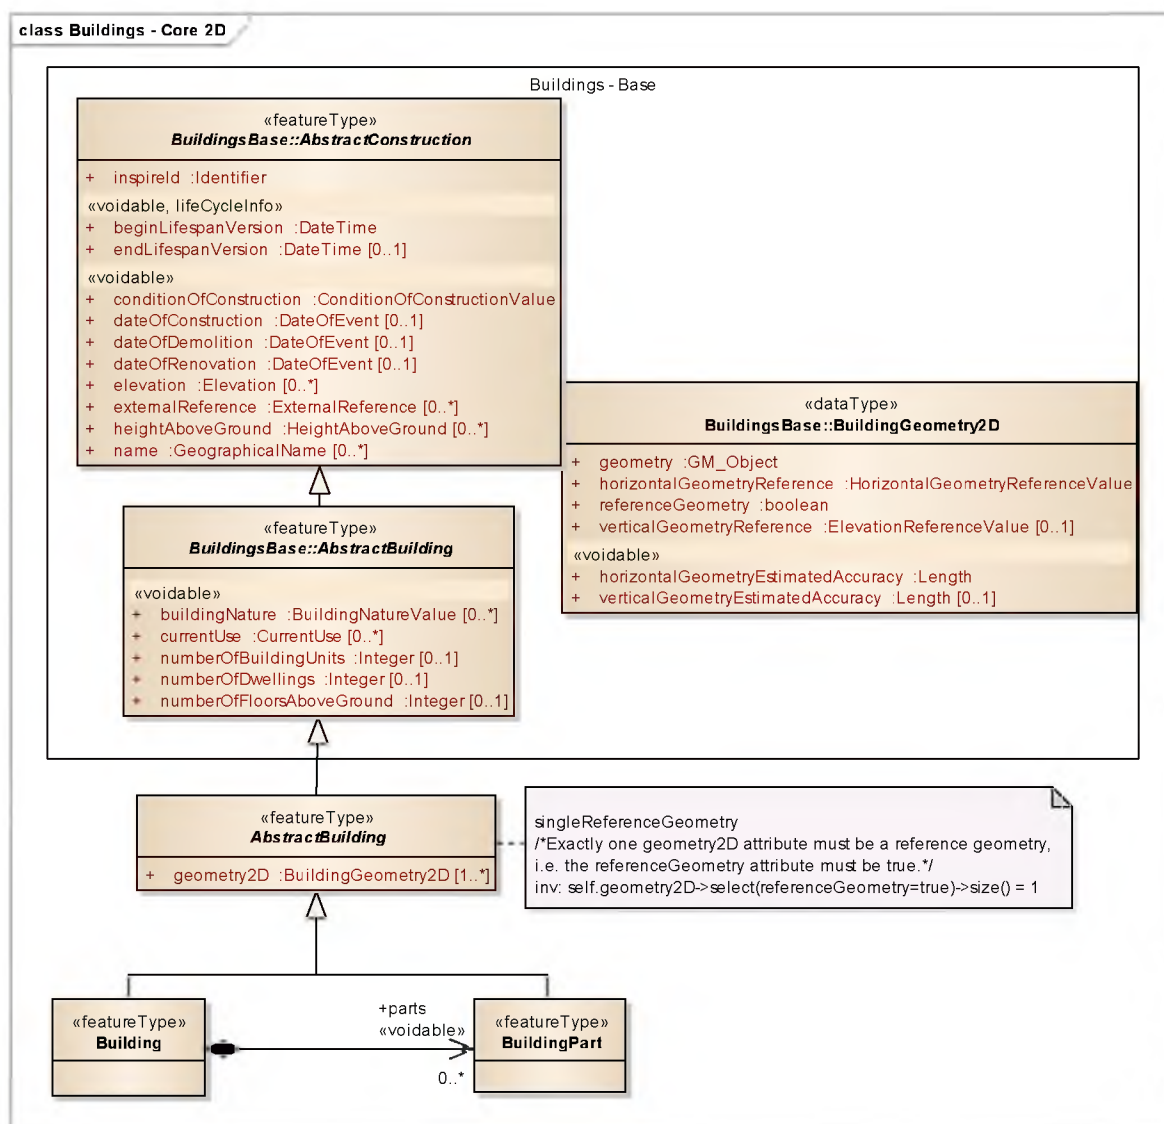 class Buildings - Core 2D
Buildings - Base
«featureType»
BuildingsBase::AbstractConstruction
+ inspireId :Identifier
«voidable, lifeCycleInfo»
+ beginLifespanVersion :DateTime
+ endLifespanVersion :DateTime [0..1]
«voidable»
+ conditionOfConstruction :ConditionOfConstructionValue
+ dateOfConstruction :DateOfEvent [0..1]
+ dateOfDemolition :DateOfEvent [0..1]
+ dateOfRenovation :DateOfEvent [0..1]
+ elevation :Elevation [0..*]
+ externalReference :ExternalReference [0..*]
+ heightAboveGround :HeightAboveGround [0..*]
+ name :GeographicalName [0..*]
«dataType»
BuildingsBase::BuildingGeometry2D
+ geometry :GM_Object
+ horizontalGeometryReference :HorizontalGeometryReferenceValue
+ referenceGeometry :boolean
+ verticalGeometryReference :ElevationReferenceValue [0..1]
«voidable»
+ horizontalGeometryEstimatedAccuracy :Length
+ verticalGeometryEstimatedAccuracy :Length [0..1]
«featureType»
BuildingsBase::AbstractBuilding
«voidable»
+ buildingNature :BuildingNatureValue [0..*]
+ currentUse :CurrentUse [0..*]
+ numberOfBuildingUnits :Integer [0..1]
+ numberOfDwellings :Integer [0..1]
+ numberOfFloorsAboveGround :Integer [0..1]
«featureType»
AbstractBuilding
+ geometry2D :BuildingGeometry2D [1..*]
singleReferenceGeometry
/*Exactly one geometry2D attribute must be a reference geometry,
i.e. the referenceGeometry attribute must be true.*/
inv: self.geometry2D->select(referenceGeometry=true)->size() = 1
«featureType»
Building
+parts
«voidable»
0..*
«featureType»
BuildingPart